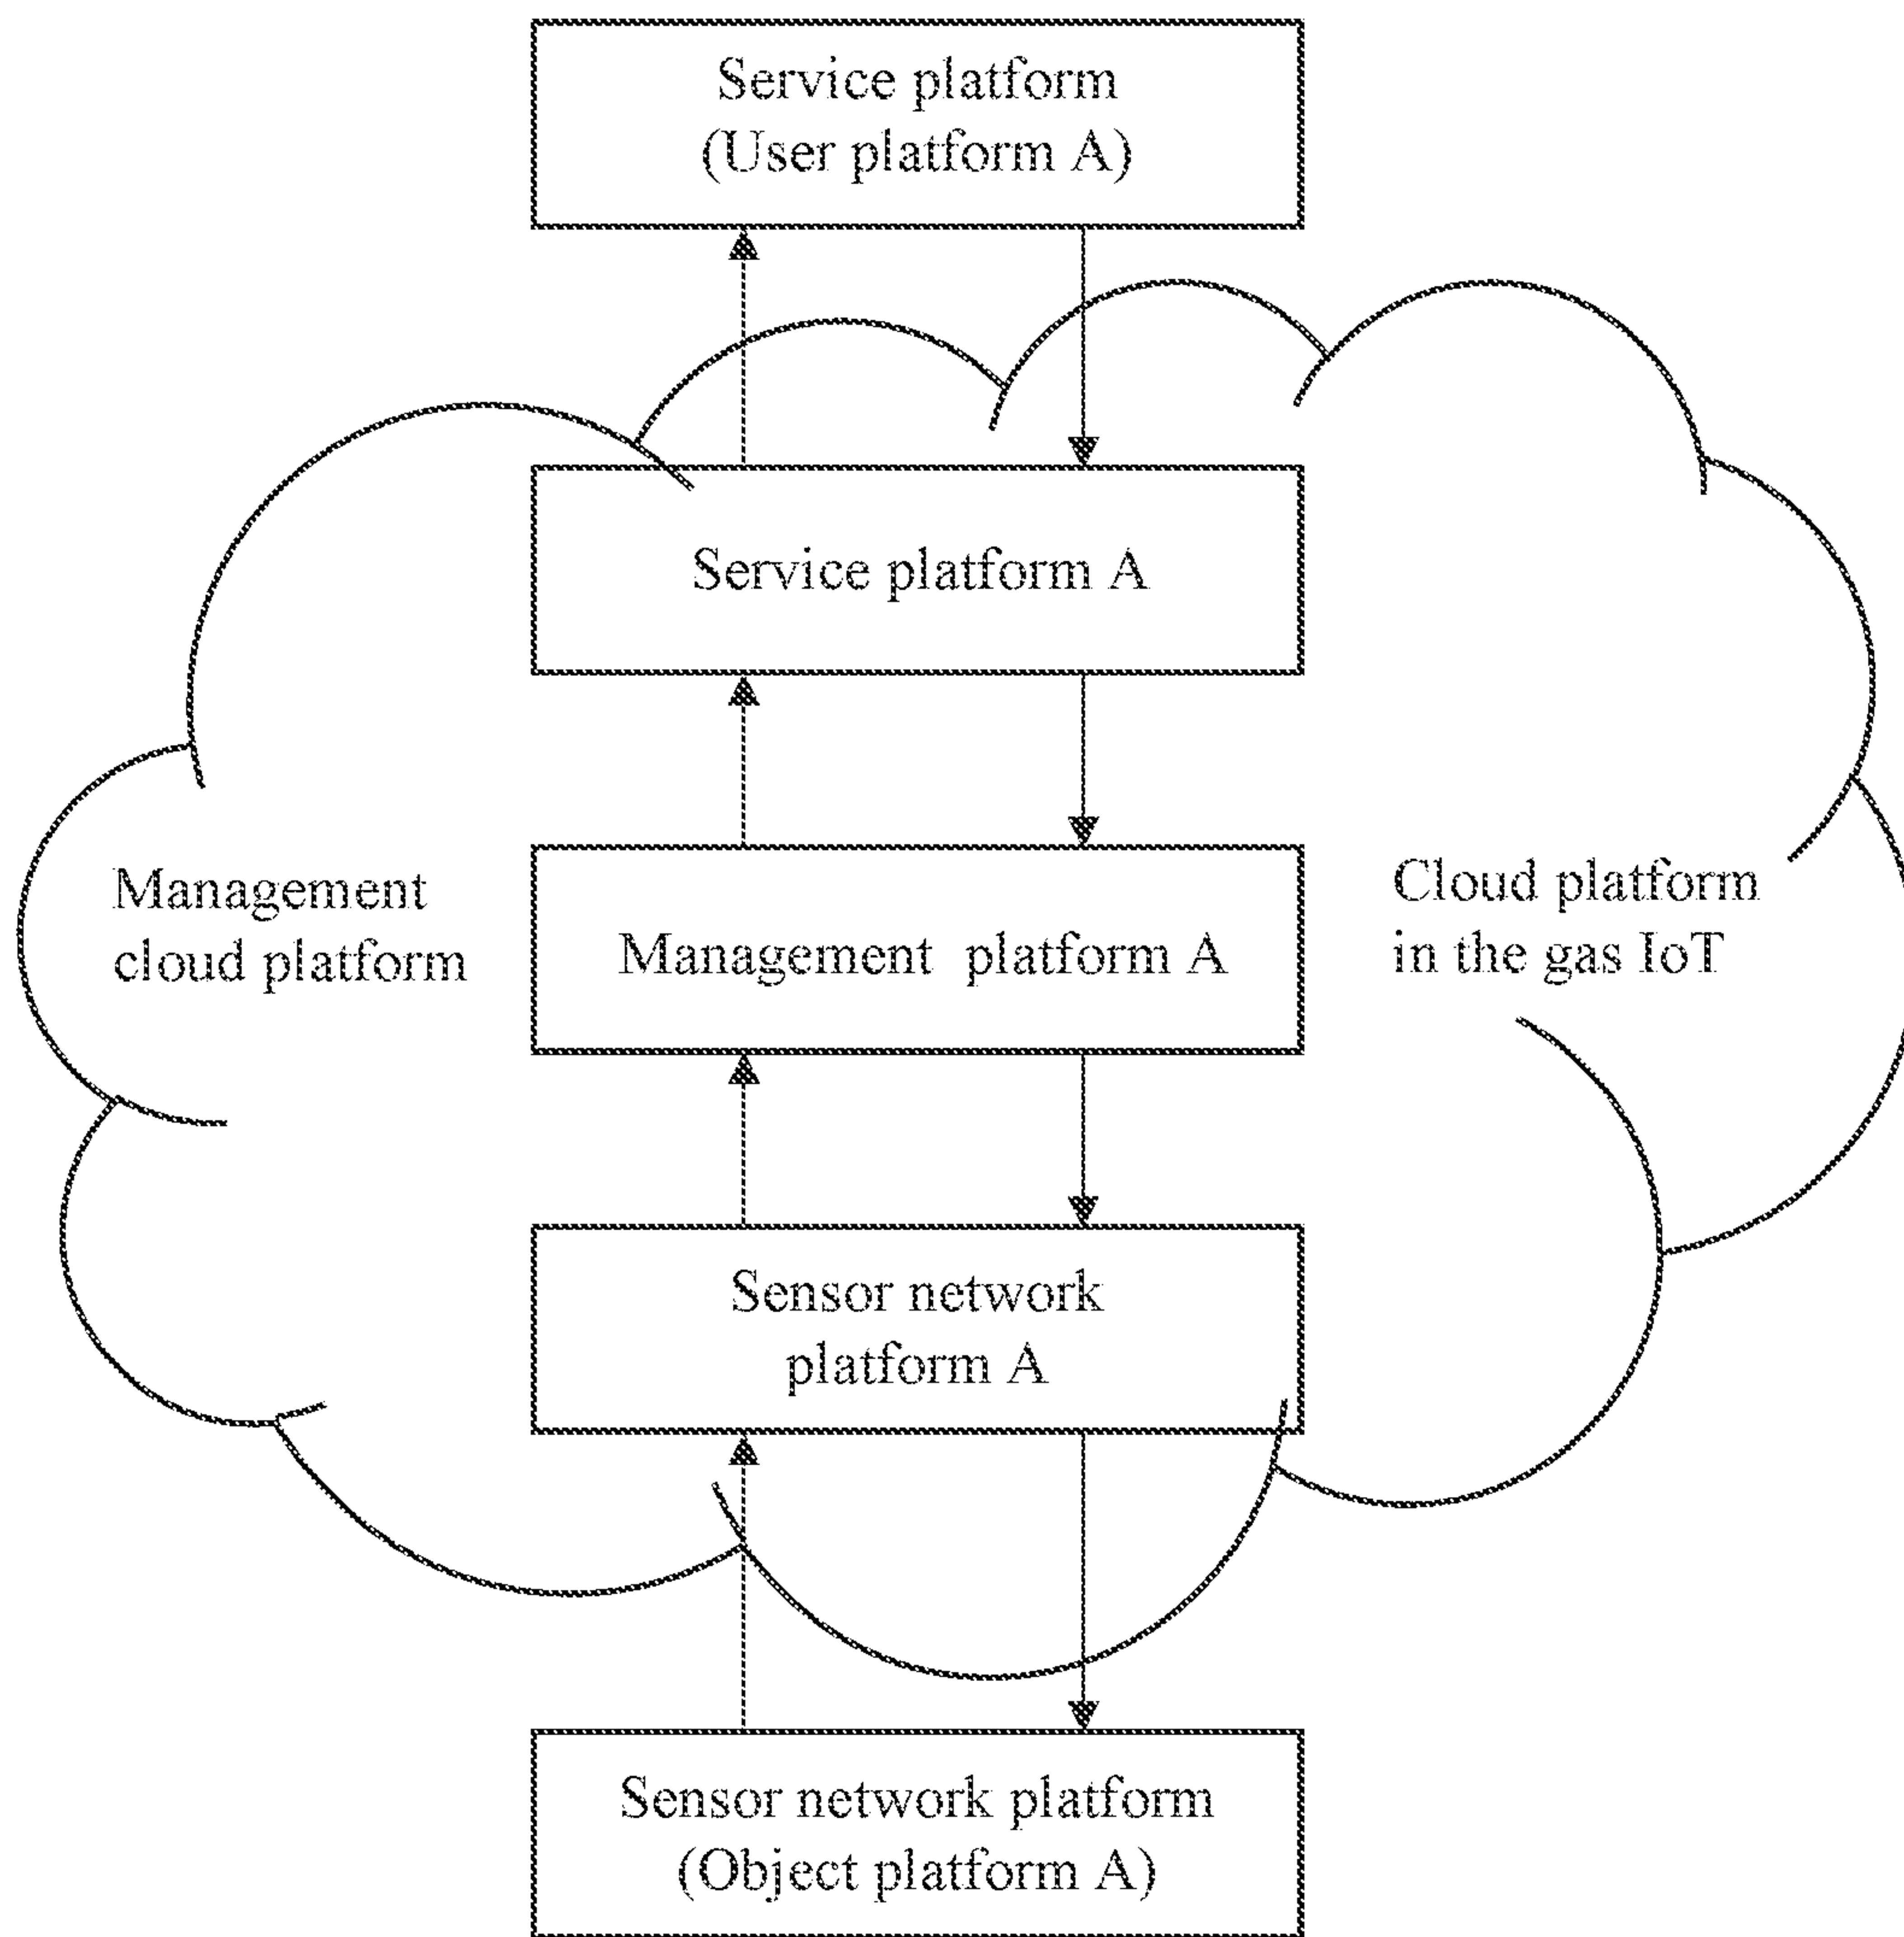 Service platform
(User platform A)
Service platform A
Management
cloud platform
Management platform A
Cloud platform
in the gas IoT
Sensor network
platform A
Sensor network platform
(Object platform A)